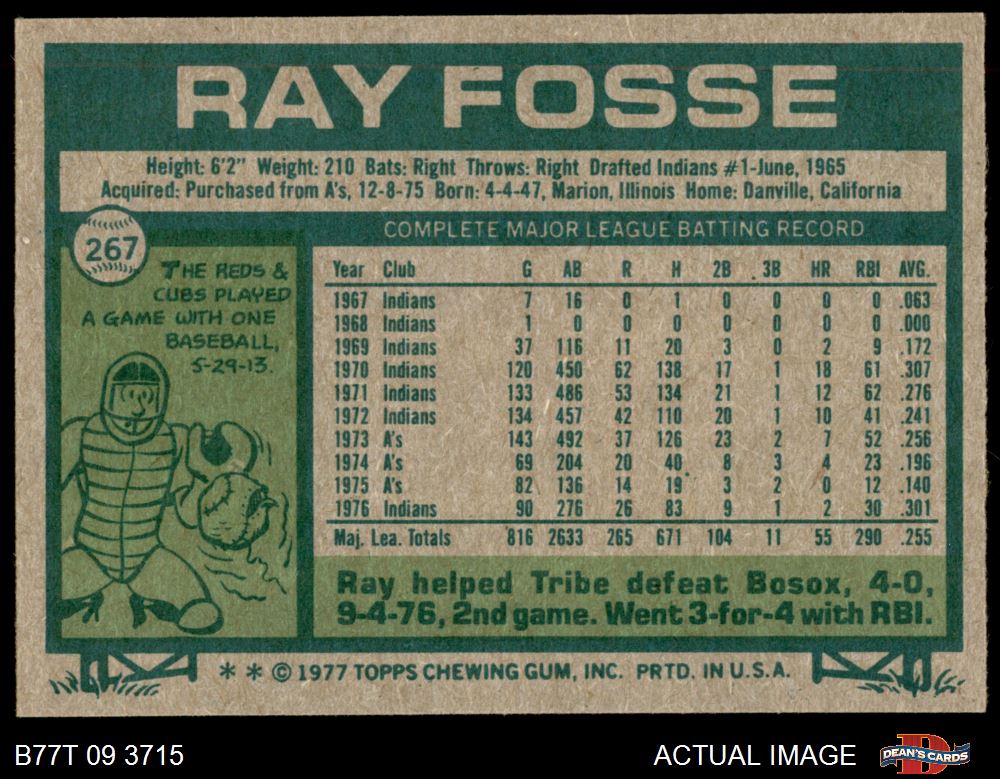 RAY FOSSE
Height: 6'2" Weight: 210 Bats: Right Throws: Right Drafted Indians #1-June, 1965
Acquired: Purchased from A's, 12-8-75 Born: 4-4-47, Marion, Illinois Home: Danville, California
267
THE REDS &
CUBS PLAYED
A GAME WITH ONE
BASEBALL,
5-29-13.
COMPLETE MAJOR LEAGUE BATTING RECORD
Year Club G AB R H 2B 3B HR RBI AVG.
1967 Indians 7 16 0 1 0 0 0 0 .063
1968 Indians 1 0 0 0 0 0 0 0 .000
1969 Indians 37 116 11 20 3 0 2 9 .172
1970 Indians 120 450 62 138 17 1 18 61 .307
1971 Indians 133 486 53 134 21 1 12 62 .276
1972 Indians 134 457 42 110 20 1 10 41 .241
1973 A's 143 492 37 126 23 2 7 52 .256
1974 A's 69 204 20 40 8 3 4 23 .196
1975 A's 82 136 14 19 3 2 0 12 .140
1976 Indians 90 276 26 83 9 1 2 30 .301
Maj. Lea. Totals 816 2633 265 671 104 11 55 290 .255
Ray helped Tribe defeat Bosox, 4-0,
9-4-76, 2nd game. Went 3-for-4 with RBI.
* * © 1977 TOPPS CHEWING GUM, INC. PRTD. IN U.S.A.
B77T 09 3715
ACTUAL IMAGE
D
DEAN'S CARDS